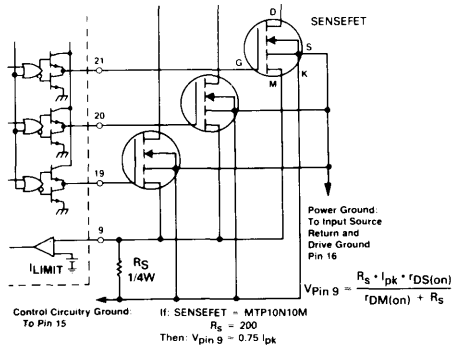 SENSEFET
D
S
G
K
M
21
20
19
9
Power Ground:
To Input Source
Return and
Drive Ground
Pin 16
ILIMIT
RS
1/4W
VPin 9 = RS • Ipk • rDS(on) / rDM(on) + RS
Control Circuitry Ground:
To Pin 15
If: SENSEFET = MTP10N10M
RS = 200
Then: Vpin 9 = 0.75 Ipk